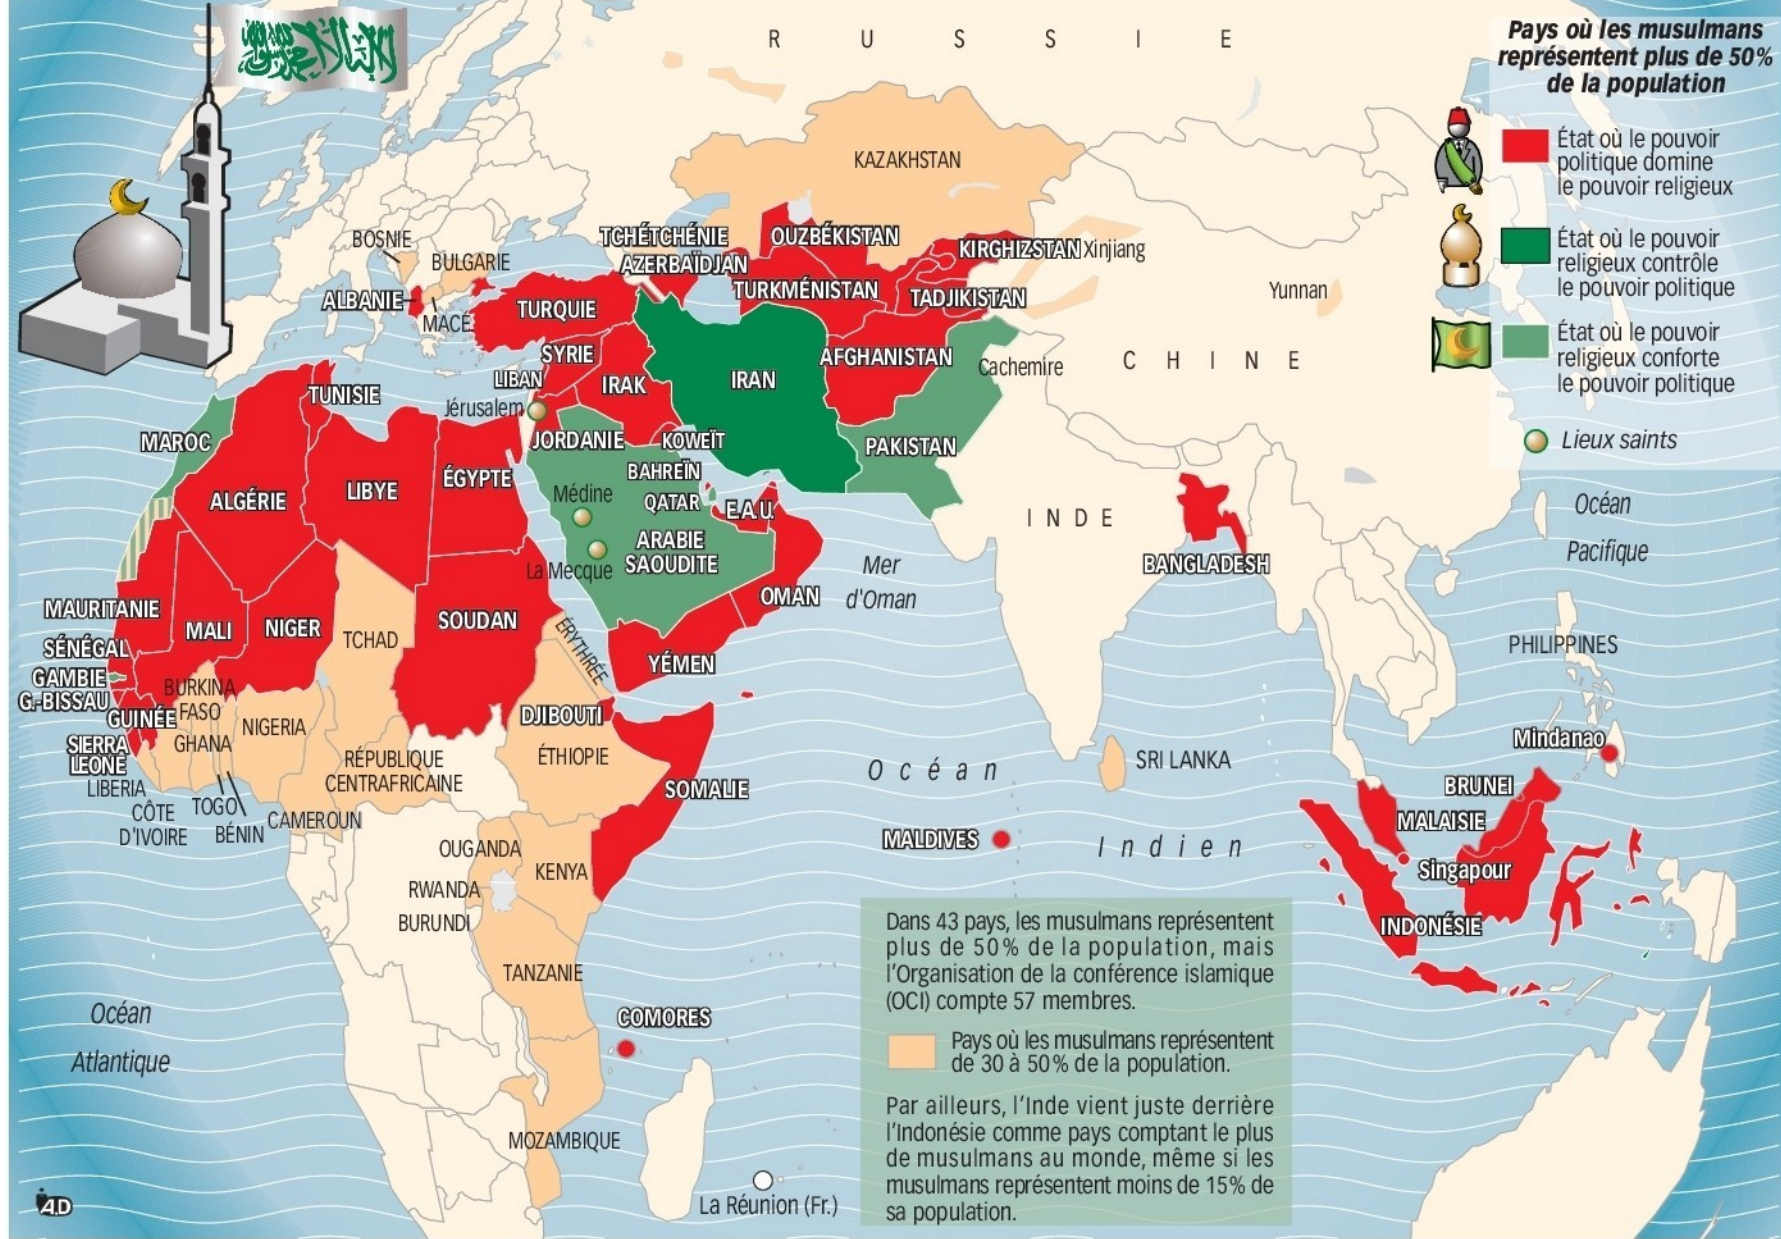 R U S S I E
Pays où les musulmans
représentent plus de 50%
de la population
État où le pouvoir
politique domine
le pouvoir religieux
État où le pouvoir
religieux contrôle
le pouvoir politique
État où le pouvoir
religieux conforte
le pouvoir politique
Lieux saints
KAZAKHSTAN
BOSNIE
BULGARIE
ALBANIE
MACÉ.
TCHÉTCHÉNIE
AZERBAÏDJAN
OUZBÉKISTAN
KIRGHIZSTAN
Xinjiang
TURKMÉNISTAN
TADJIKISTAN
Yunnan
TURQUIE
SYRIE
LIBAN
IRAK
IRAN
AFGHANISTAN
Cachemire
C H I N E
Jérusalem
TUNISIE
MAROC
JORDANIE
KOWEÏT
PAKISTAN
ALGÉRIE
LIBYE
ÉGYPTE
BAHREÏN
Médine
QATAR
E.A.U.
I N D E
Océan
Pacifique
ARABIE
SAOUDITE
La Mecque
Mer
d'Oman
BANGLADESH
OMAN
MAURITANIE
MALI
NIGER
TCHAD
SOUDAN
ÉRYTHRÉE
YÉMEN
SÉNÉGAL
GAMBIE
G.-BISSAU
GUINÉE
BURKINA
FASO
NIGERIA
DJIBOUTI
PHILIPPINES
SIERRA
LEONE
GHANA
RÉPUBLIQUE
CENTRAFRICAINE
ÉTHIOPIE
SOMALIE
LIBERIA
CÔTE
D'IVOIRE
TOGO
BÉNIN
CAMEROUN
SRI LANKA
Mindanao
BRUNEI
MALAISIE
Singapour
INDONÉSIE
Océan
Indien
MALDIVES
OUGANDA
KENYA
RWANDA
BURUNDI
TANZANIE
COMORES
MOZAMBIQUE
La Réunion (Fr.)
Océan
Atlantique
Dans 43 pays, les musulmans représentent
plus de 50% de la population, mais
l'Organisation de la conférence islamique
(OCI) compte 57 membres.
Pays où les musulmans représentent
de 30 à 50% de la population.
Par ailleurs, l'Inde vient juste derrière
l'Indonésie comme pays comptant le plus
de musulmans au monde, même si les
musulmans représentent moins de 15% de
sa population.
A.D